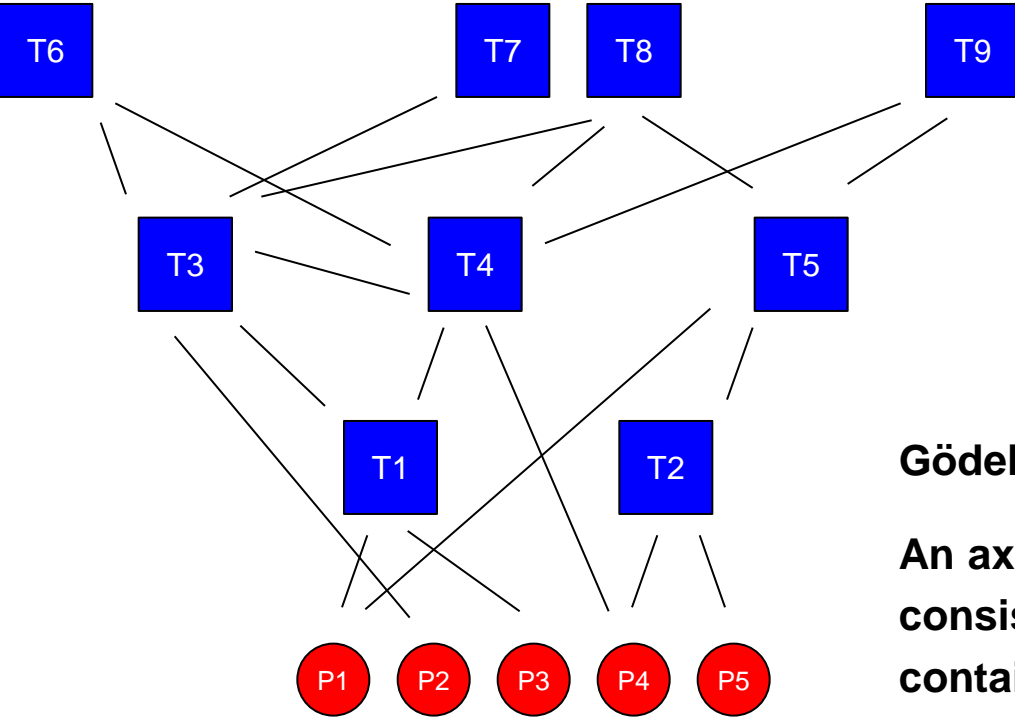 T6 T7 T8 T9
T3 T4 T5
T1 T2
Gödel
An ax
consis
contai
P1 P2 P3 P4 P5